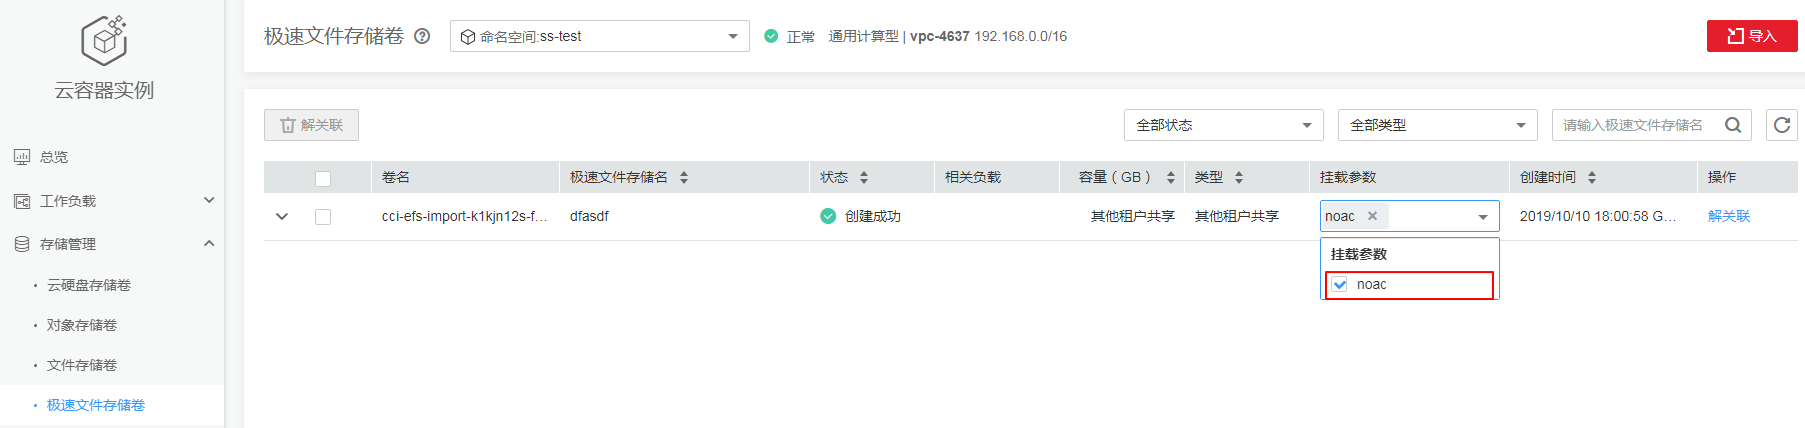 云容器实例
总览
工作负载
存储管理
云硬盘存储卷
对象存储卷
文件存储卷
极速文件存储卷
极速文件存储卷 ? 命名空间:ss-test 正常 通用计算型 | vpc-4637 192.168.0.0/16 导入
解关联 全部状态 全部类型 请输入极速文件存储名
卷名 极速文件存储名 状态 相关负载 容量（GB） 类型 挂载参数 创建时间 操作
cci-efs-import-k1kjn12s-f... dfasdf 创建成功 其他租户共享 其他租户共享 noac × 2019/10/10 18:00:58 G... 解关联
挂载参数
noac